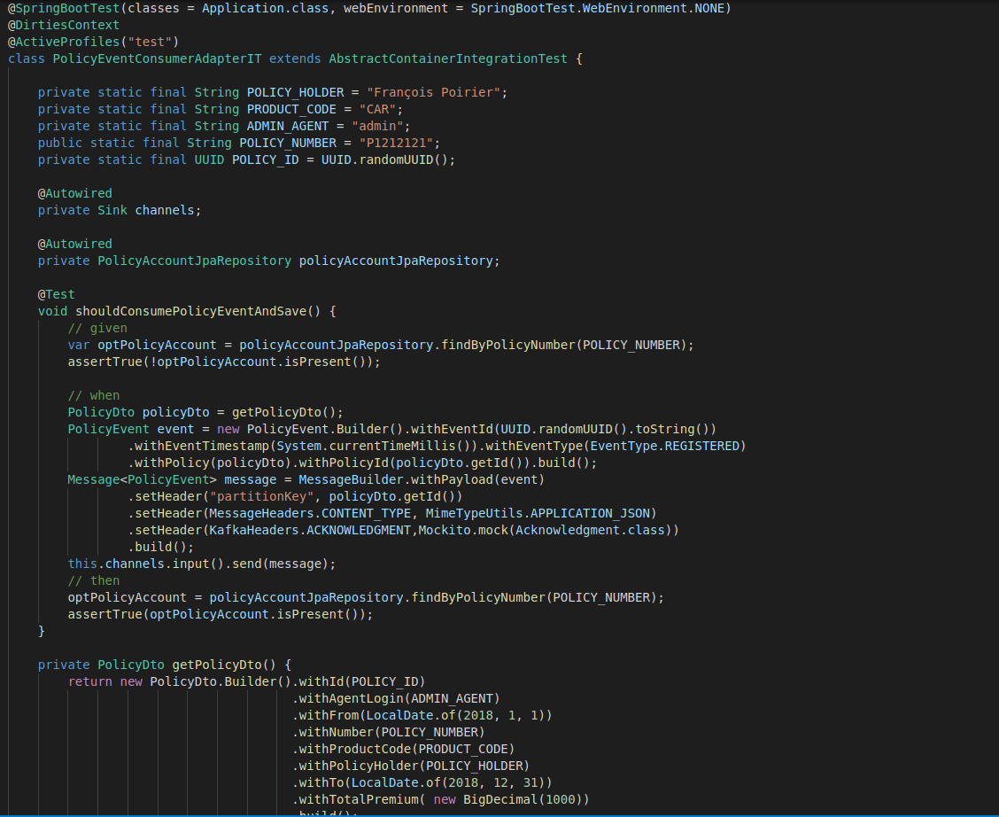 @SpringBootTest(classes = Application.class, webEnvironment = SpringBootTest.WebEnvironment.NONE)
@DirtiesContext
@ActiveProfiles("test")
class PolicyEventConsumerAdapterIT extends AbstractContainerIntegrationTest {
private static final String POLICY_HOLDER = "François Poirier";
private static final String PRODUCT_CODE = "CAR";
private static final String ADMIN_AGENT = "admin";
public static final String POLICY_NUMBER = "P1212121";
private static final UUID POLICY_ID = UUID.randomUUID();
@Autowired
private Sink channels;
@Autowired
private PolicyAccountJpaRepository policyAccountJpaRepository;
@Test
void shouldConsumePolicyEventAndSave() {
// given
var optPolicyAccount = policyAccountJpaRepository.findByPolicyNumber(POLICY_NUMBER);
assertTrue(!optPolicyAccount.isPresent());
// when
PolicyDto policyDto = getPolicyDto();
PolicyEvent event = new PolicyEvent.Builder().withEventId(UUID.randomUUID().toString())
.withEventTimestamp(System.currentTimeMillis()).withEventType(EventType.REGISTERED)
.withPolicy(policyDto).withPolicyId(policyDto.getId()).build();
Message<PolicyEvent> message = MessageBuilder.withPayload(event)
.setHeader("partitionKey", policyDto.getId())
.setHeader(MessageHeaders.CONTENT_TYPE, MimeTypeUtils.APPLICATION_JSON)
.setHeader(KafkaHeaders.ACKNOWLEDGMENT,Mockito.mock(Acknowledgment.class))
.build();
this.channels.input().send(message);
// then
optPolicyAccount = policyAccountJpaRepository.findByPolicyNumber(POLICY_NUMBER);
assertTrue(optPolicyAccount.isPresent());
}
private PolicyDto getPolicyDto() {
return new PolicyDto.Builder().withId(POLICY_ID)
.withAgentLogin(ADMIN_AGENT)
.withFrom(LocalDate.of(2018, 1, 1))
.withNumber(POLICY_NUMBER)
.withProductCode(PRODUCT_CODE)
.withPolicyHolder(POLICY_HOLDER)
.withTo(LocalDate.of(2018, 12, 31))
.withTotalPremium( new BigDecimal(1000))
.build();